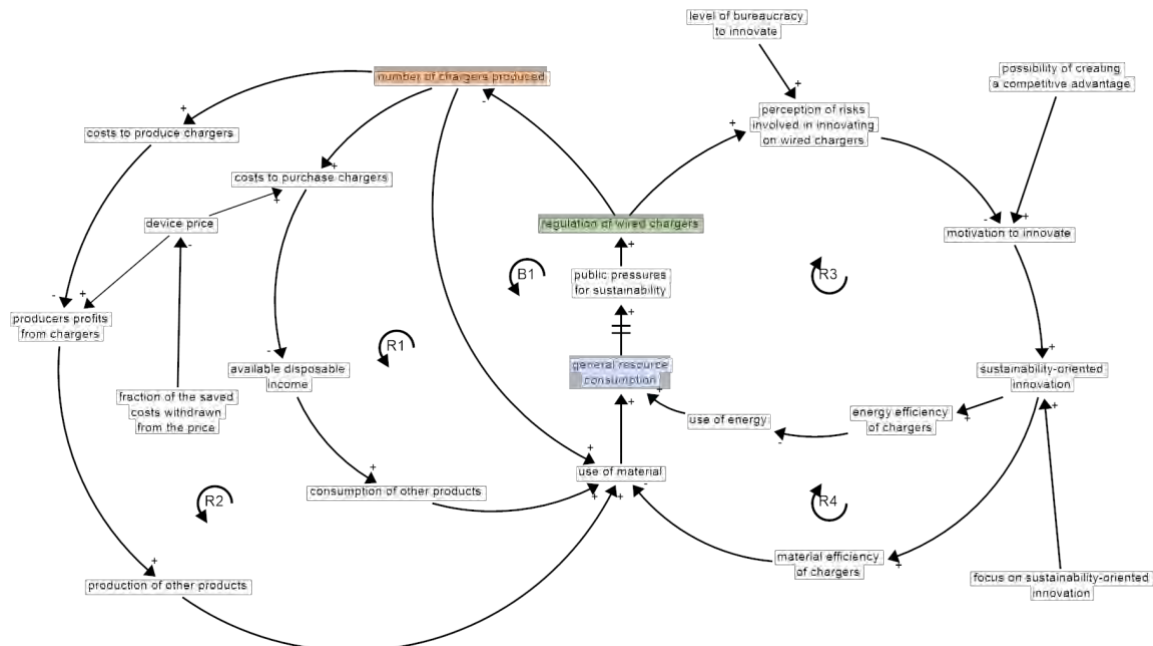 level of bureaucracy
to innovate
number of chargers produced
possibility of creating
a competitive advantage
perception of risks
involved in innovating
on wired chargers
costs to produce chargers
costs to purchase chargers
device price
regulation of wired chargers
motivation to innovate
public pressures
for sustainability
B1
R3
producers profits
from chargers
R1
available disposable
income
general resource
consumption
sustainability-oriented
innovation
fraction of the saved
costs withdrawn
from the price
use of energy
energy efficiency
of chargers
use of material
consumption of other products
R2
R4
production of other products
material efficiency
of chargers
focus on sustainability-oriented
innovation